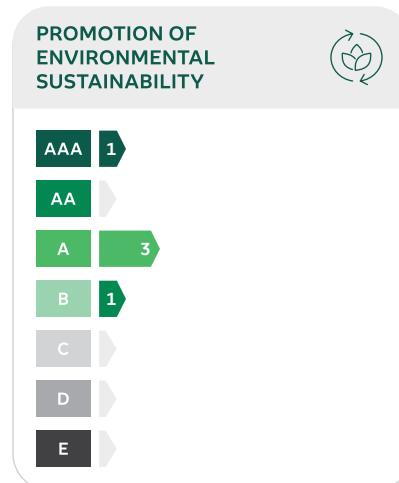 PROMOTION OF
ENVIRONMENTAL
SUSTAINABILITY
AAA 1
AA
A 3
B 1
C
D
E